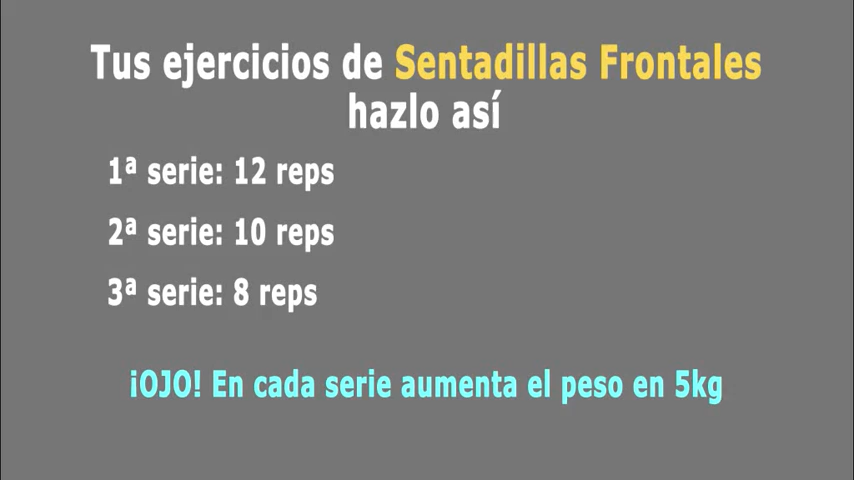 Tus ejercicios de Sentadillas Frontales
hazlo así
1ª serie: 12 reps
2ª serie: 10 reps
3ª serie: 8 reps
¡OJO! En cada serie aumenta el peso en 5kg